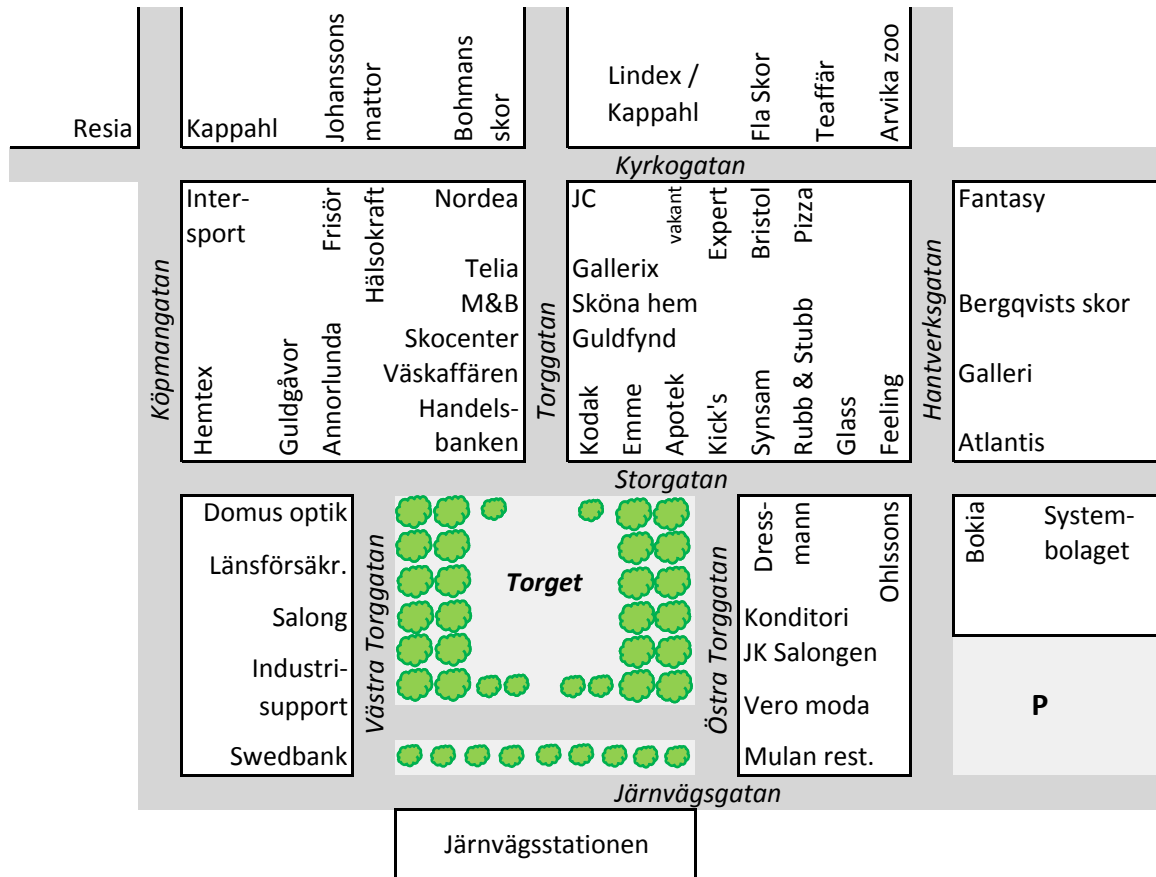 Resia
Kappahl
Johanssons
mattor
Bohmans
skor
Lindex /
Kappahl
Fla Skor
Teaffär
Arvika zoo
Kyrkogatan
Inter-
sport
Frisör
Hälsokraft
Nordea
Telia
M&B
Skocenter
Väskaffären
Handels-
banken
Hemtex
Guldgåvor
Annorlunda
Köpmangatan
Torggatan
JC
vakant
Expert
Bristol
Pizza
Gallerix
Sköna hem
Guldfynd
Kodak
Emme
Apotek
Kick's
Synsam
Rubb & Stubb
Glass
Feeling
Hantverksgatan
Fantasy
Bergqvists skor
Galleri
Atlantis
Storgatan
Domus optik
Länsförsäkr.
Salong
Industri-
support
Swedbank
Västra Torggatan
Torget
Östra Torggatan
Dress-
mann
Ohlssons
Konditori
JK Salongen
Vero moda
Mulan rest.
Bokia
System-
bolaget
P
Järnvägsgatan
Järnvägsstationen